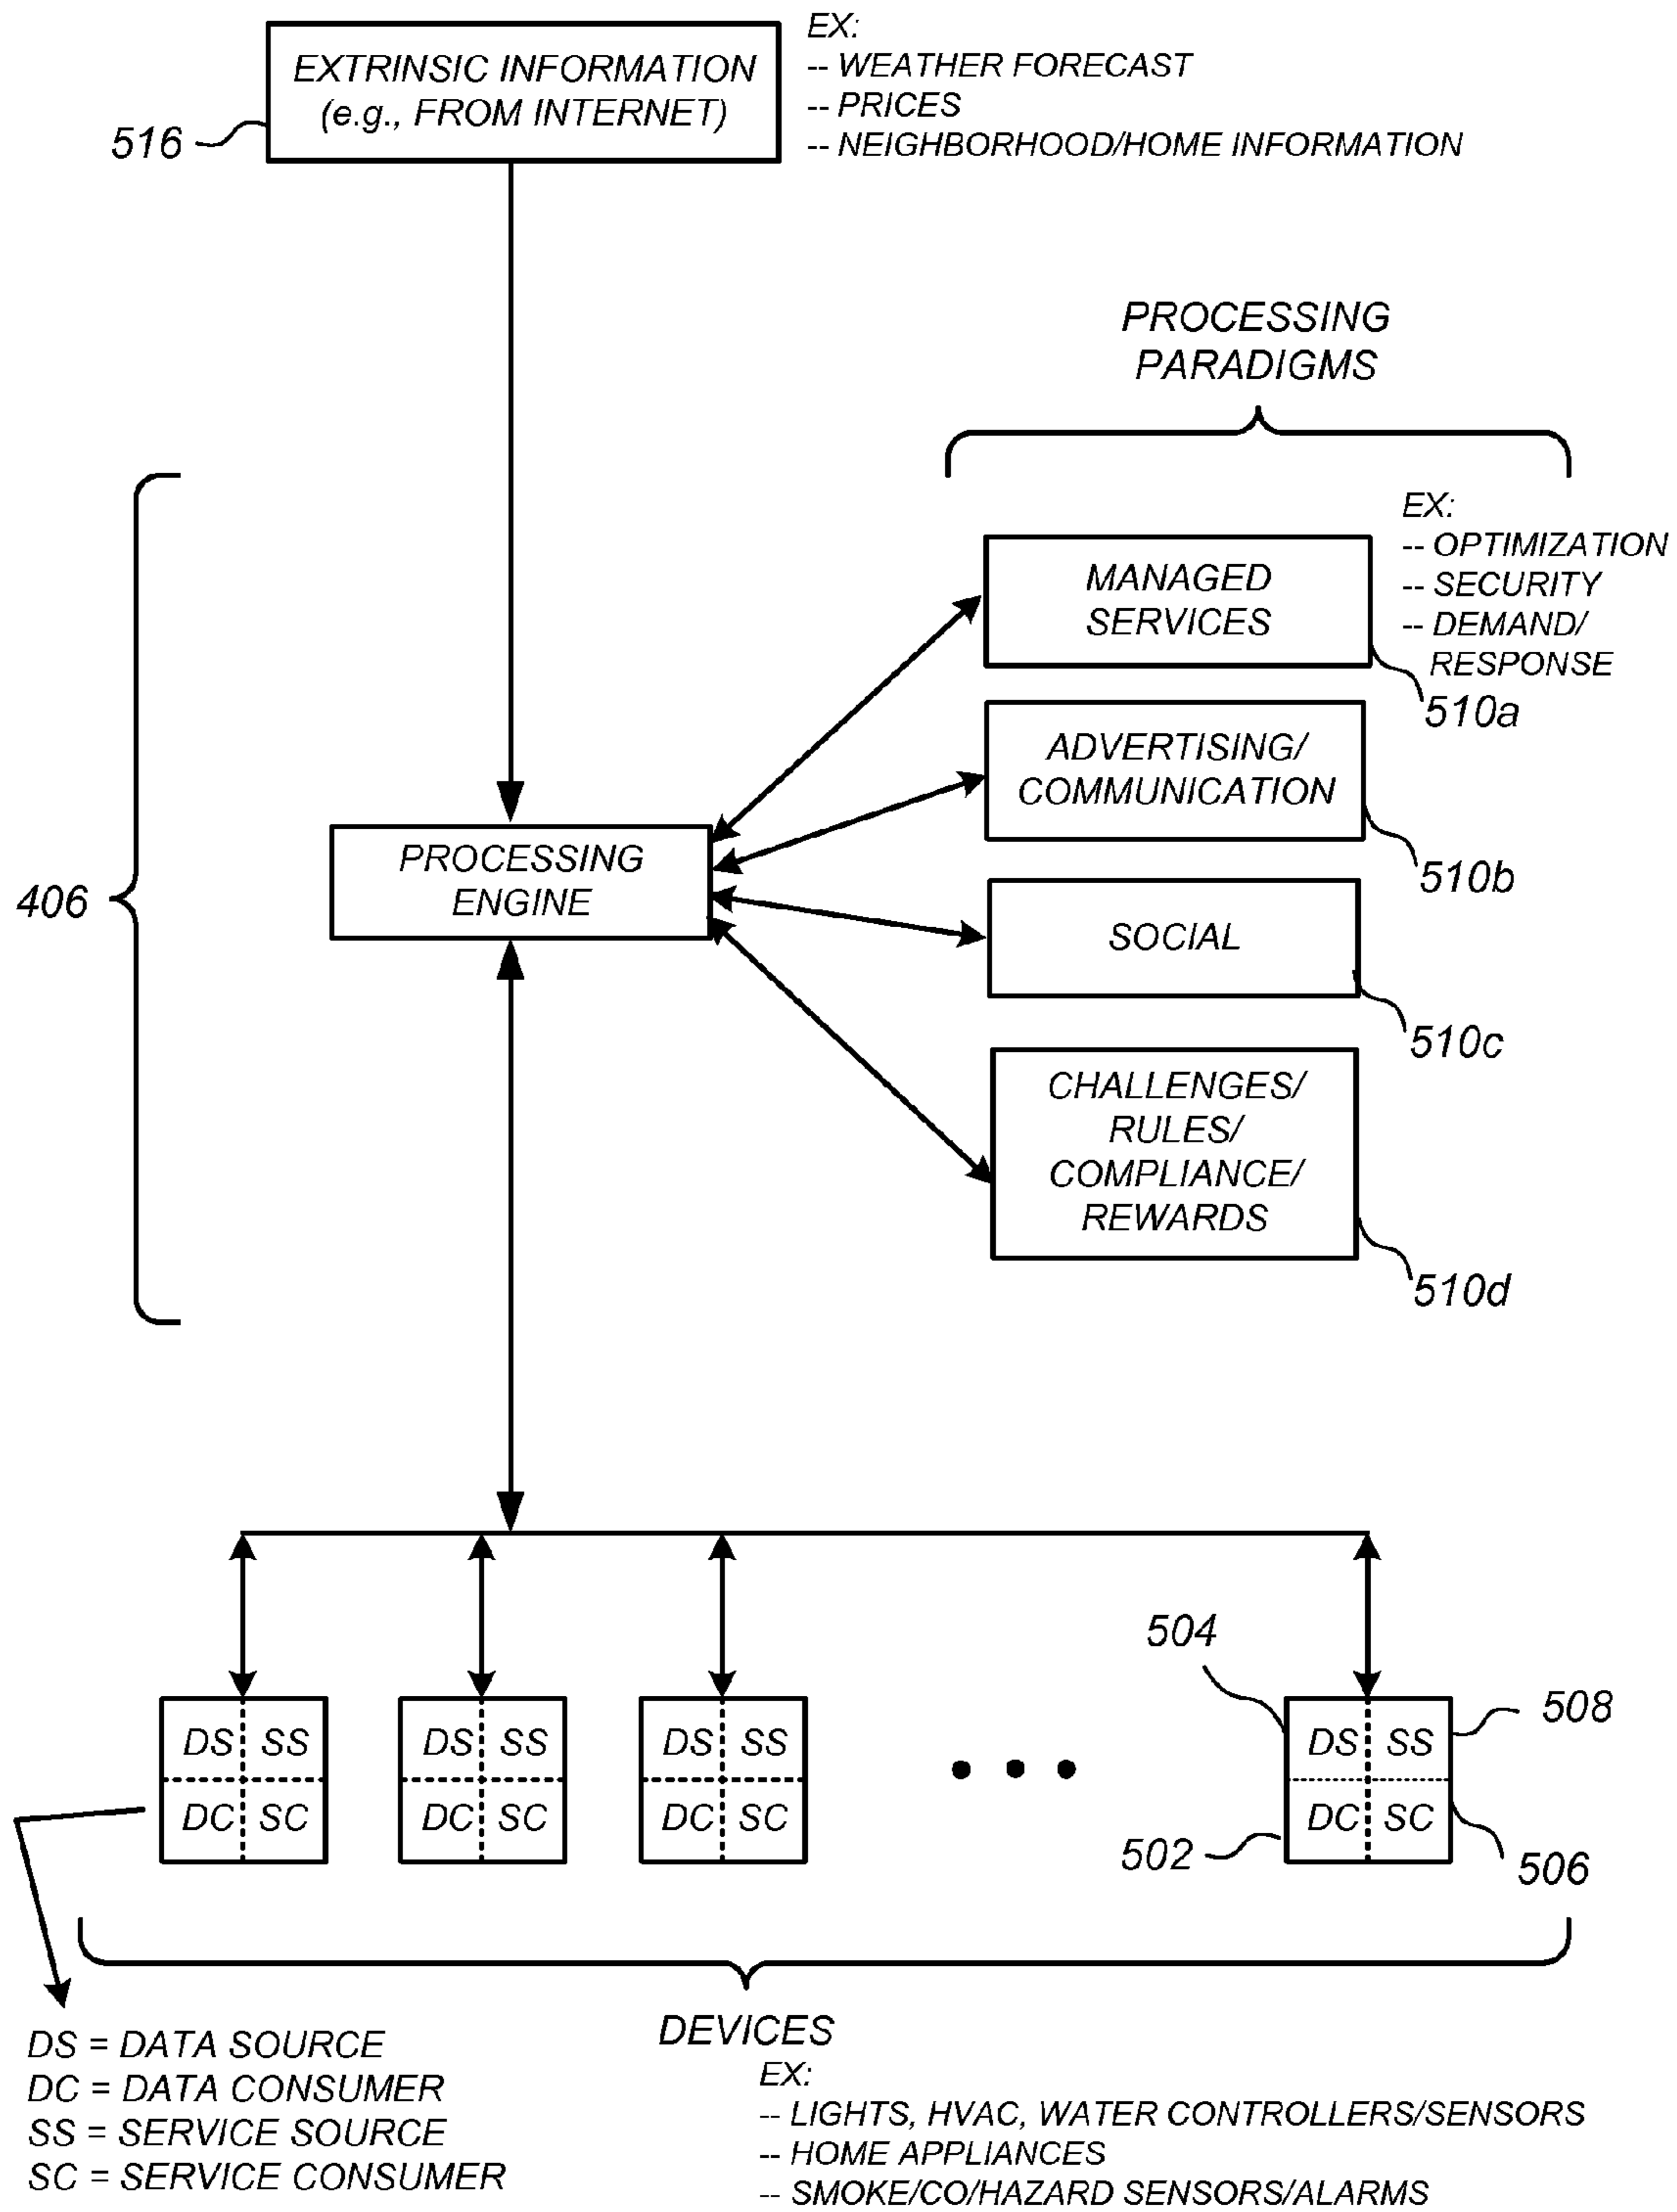 EXTRINSIC INFORMATION
(e.g., FROM INTERNET)
516
EX:
-- WEATHER FORECAST
-- PRICES
-- NEIGHBORHOOD/HOME INFORMATION
PROCESSING
PARADIGMS
EX:
-- OPTIMIZATION
-- SECURITY
-- DEMAND/
RESPONSE
MANAGED
SERVICES
510a
ADVERTISING/
COMMUNICATION
510b
PROCESSING
ENGINE
406
SOCIAL
510c
CHALLENGES/
RULES/
COMPLIANCE/
REWARDS
510d
504
508
DS SS
DC SC
DS SS
DC SC
DS SS
DC SC
DS SS
DC SC
502
506
DS = DATA SOURCE
DC = DATA CONSUMER
SS = SERVICE SOURCE
SC = SERVICE CONSUMER
DEVICES
EX:
-- LIGHTS, HVAC, WATER CONTROLLERS/SENSORS
-- HOME APPLIANCES
-- SMOKE/CO/HAZARD SENSORS/ALARMS